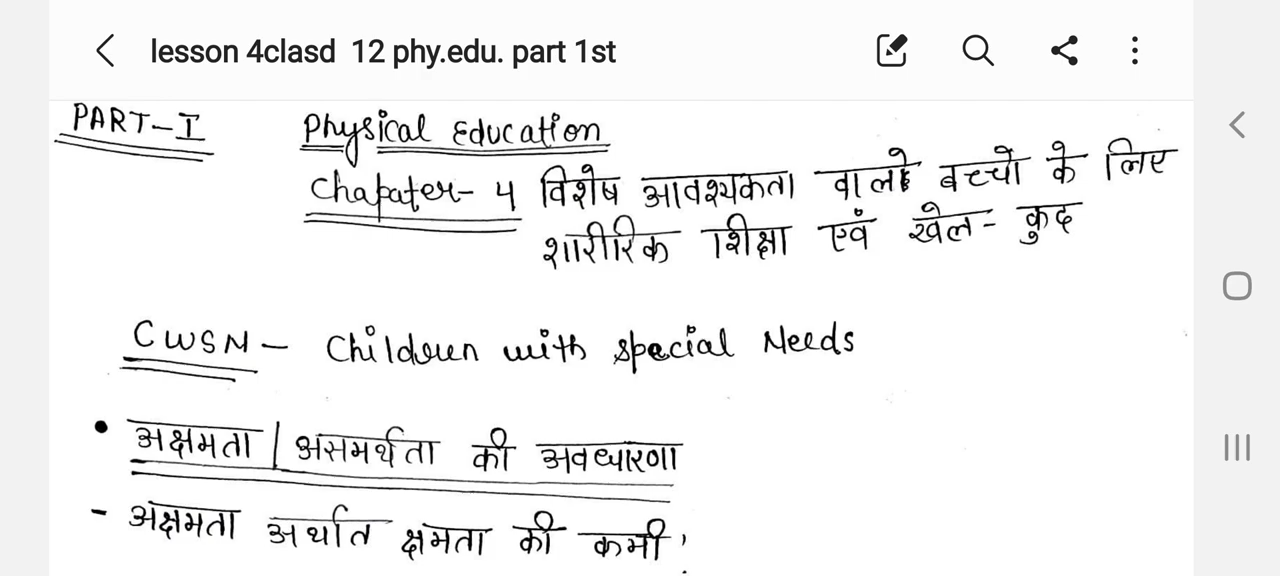 lesson 4clasd 12 phy.edu. part 1st
PART-I Physical Education
Chapater- 4 विशेष आवश्यकता वाले बच्चों के लिए
शारीरिक शिक्षा एवं खेल-कुद
CWSN - Children with special Needs
• अक्षमता / असमर्थता की अवधारणा
- अक्षमता अर्थात क्षमता की कमी,